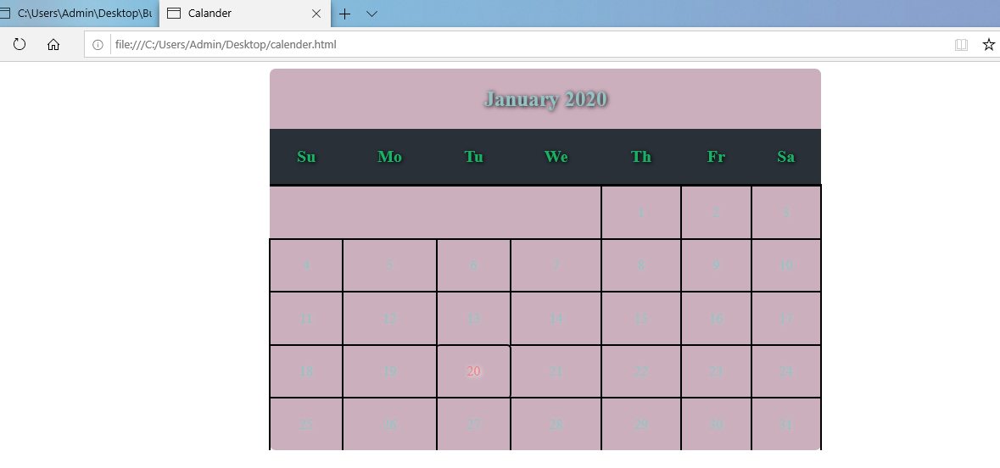 C:\Users\Admin\Desktop\Bu
Calander
file:///C:/Users/Admin/Desktop/calender.html
January 2020
Su Mo Tu We Th Fr Sa
1 2 3
4 5 6 7 8 9 10
11 12 13 14 15 16 17
18 19 20 21 22 23 24
25 26 27 28 29 30 31